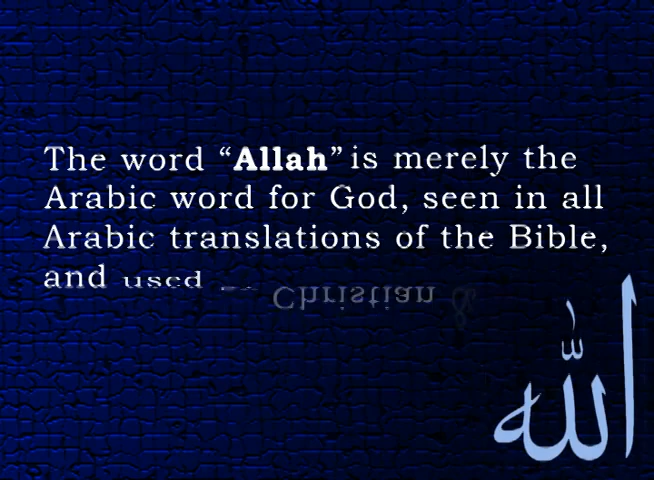 The word “Allah” is merely the
Arabic word for God, seen in all
Arabic translations of the Bible,
and used Christian &
الله